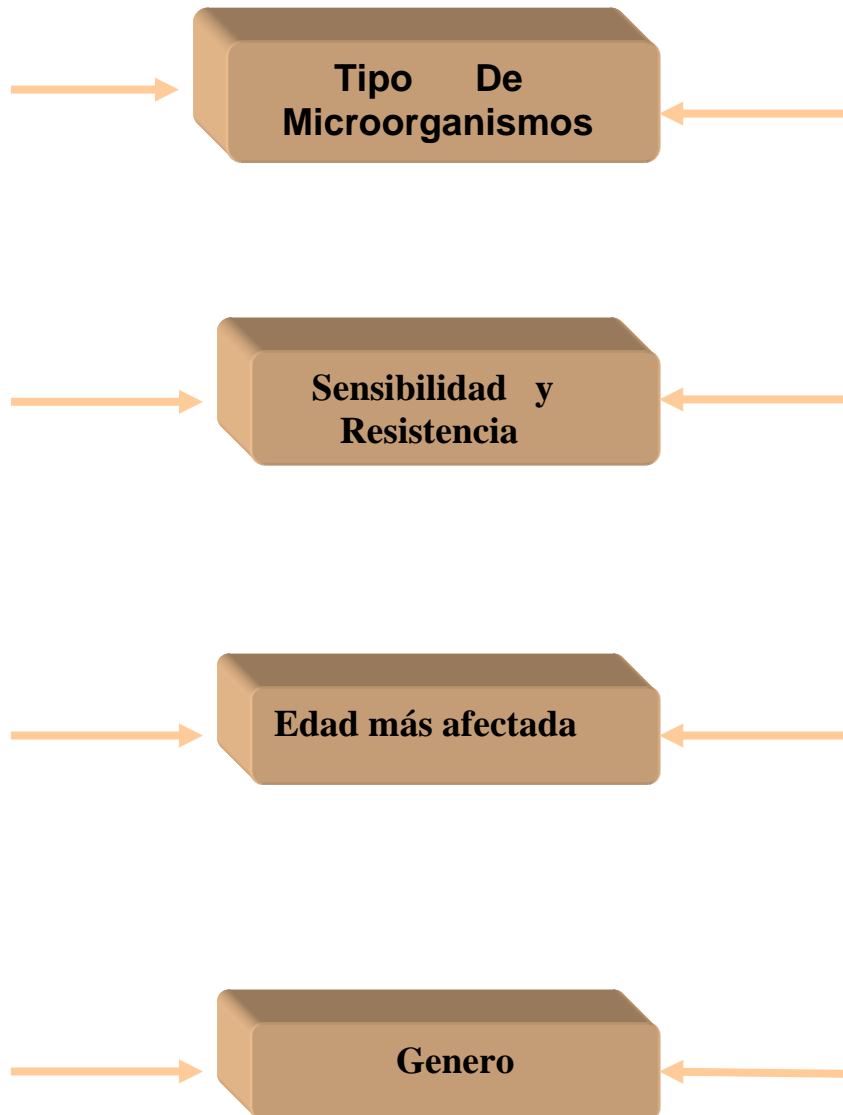 Tipo De
Microorganismos
Sensibilidad y
Resistencia
Edad más afectada
Genero